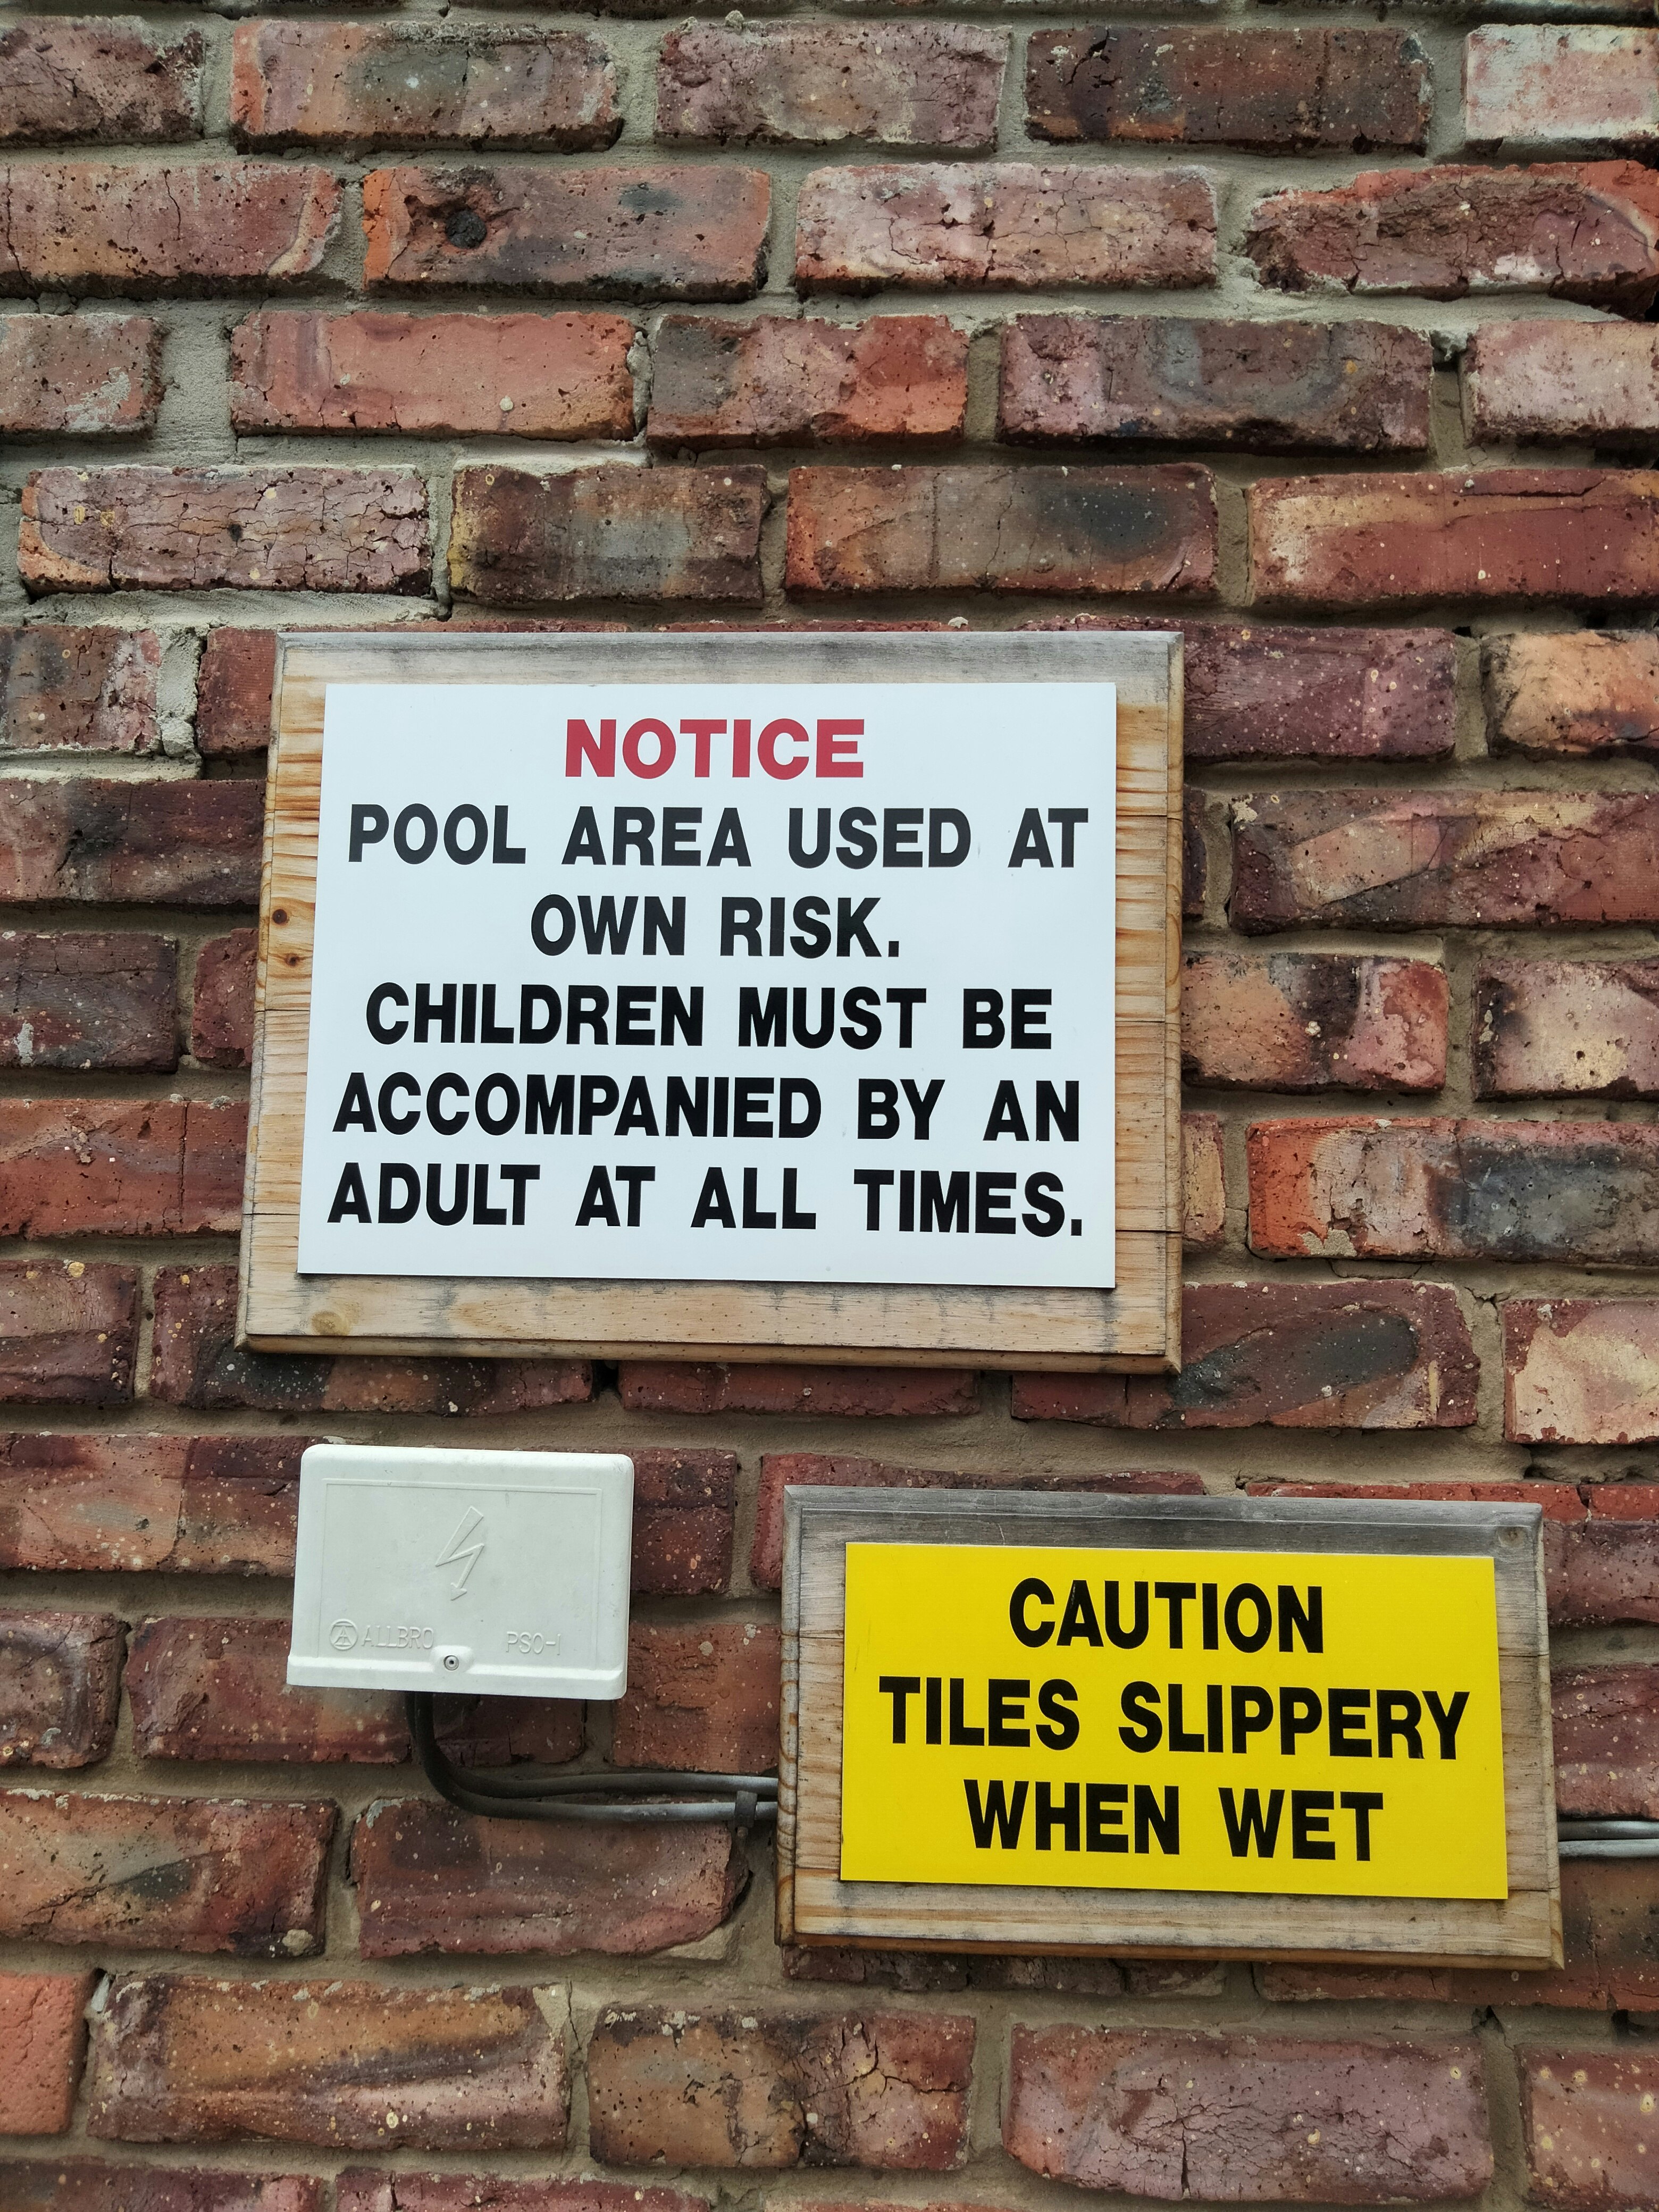 NOTICE
POOL AREA USED AT
OWN RISK.
CHILDREN MUST BE
ACCOMPANIED BY AN
ADULT AT ALL TIMES.
ALLBRO PSO-1
CAUTION
TILES SLIPPERY
WHEN WET